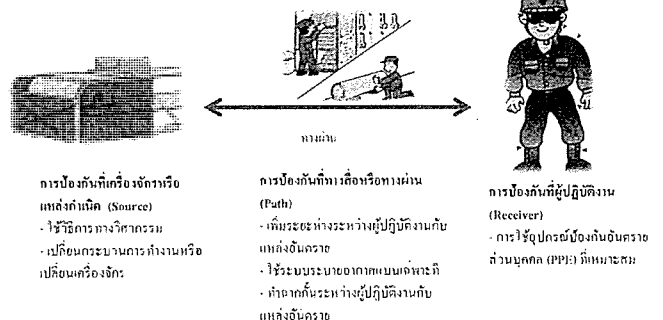 ทางผ่าน
การป้องกันที่เครื่องจักรหรือ
แหล่งกำเนิด (Source)
- ใช้วิธีการทางวิศวกรรม
- เปลี่ยนกระบวนการทำงานหรือ
เปลี่ยนเครื่องจักร
การป้องกันที่ทางสื่อหรือทางผ่าน
(Path)
- เพิ่มระยะห่างระหว่างผู้ปฏิบัติงานกับ
แหล่งอันตราย
- ใช้ระบบระบายอากาศแบบเฉพาะที่
- ทำฉากกั้นระหว่างผู้ปฏิบัติงานกับ
แหล่งอันตราย
การป้องกันที่ผู้ปฏิบัติงาน
(Receiver)
- การใช้อุปกรณ์ป้องกันอันตราย
ส่วนบุคคล (PPE) ที่เหมาะสม